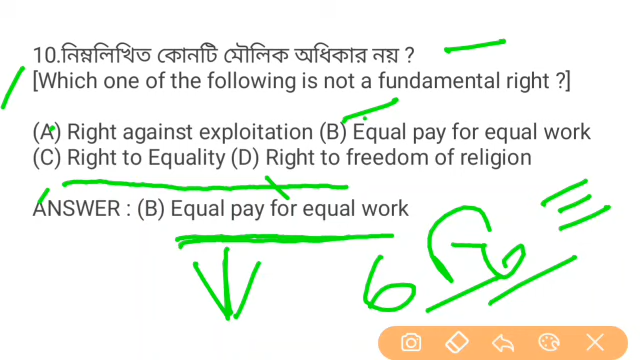 10.নিম্নলিখিত কোনটি মৌলিক অধিকার নয় ?
[Which one of the following is not a fundamental right ?]
(A) Right against exploitation (B) Equal pay for equal work
(C) Right to Equality (D) Right to freedom of religion
ANSWER : (B) Equal pay for equal work